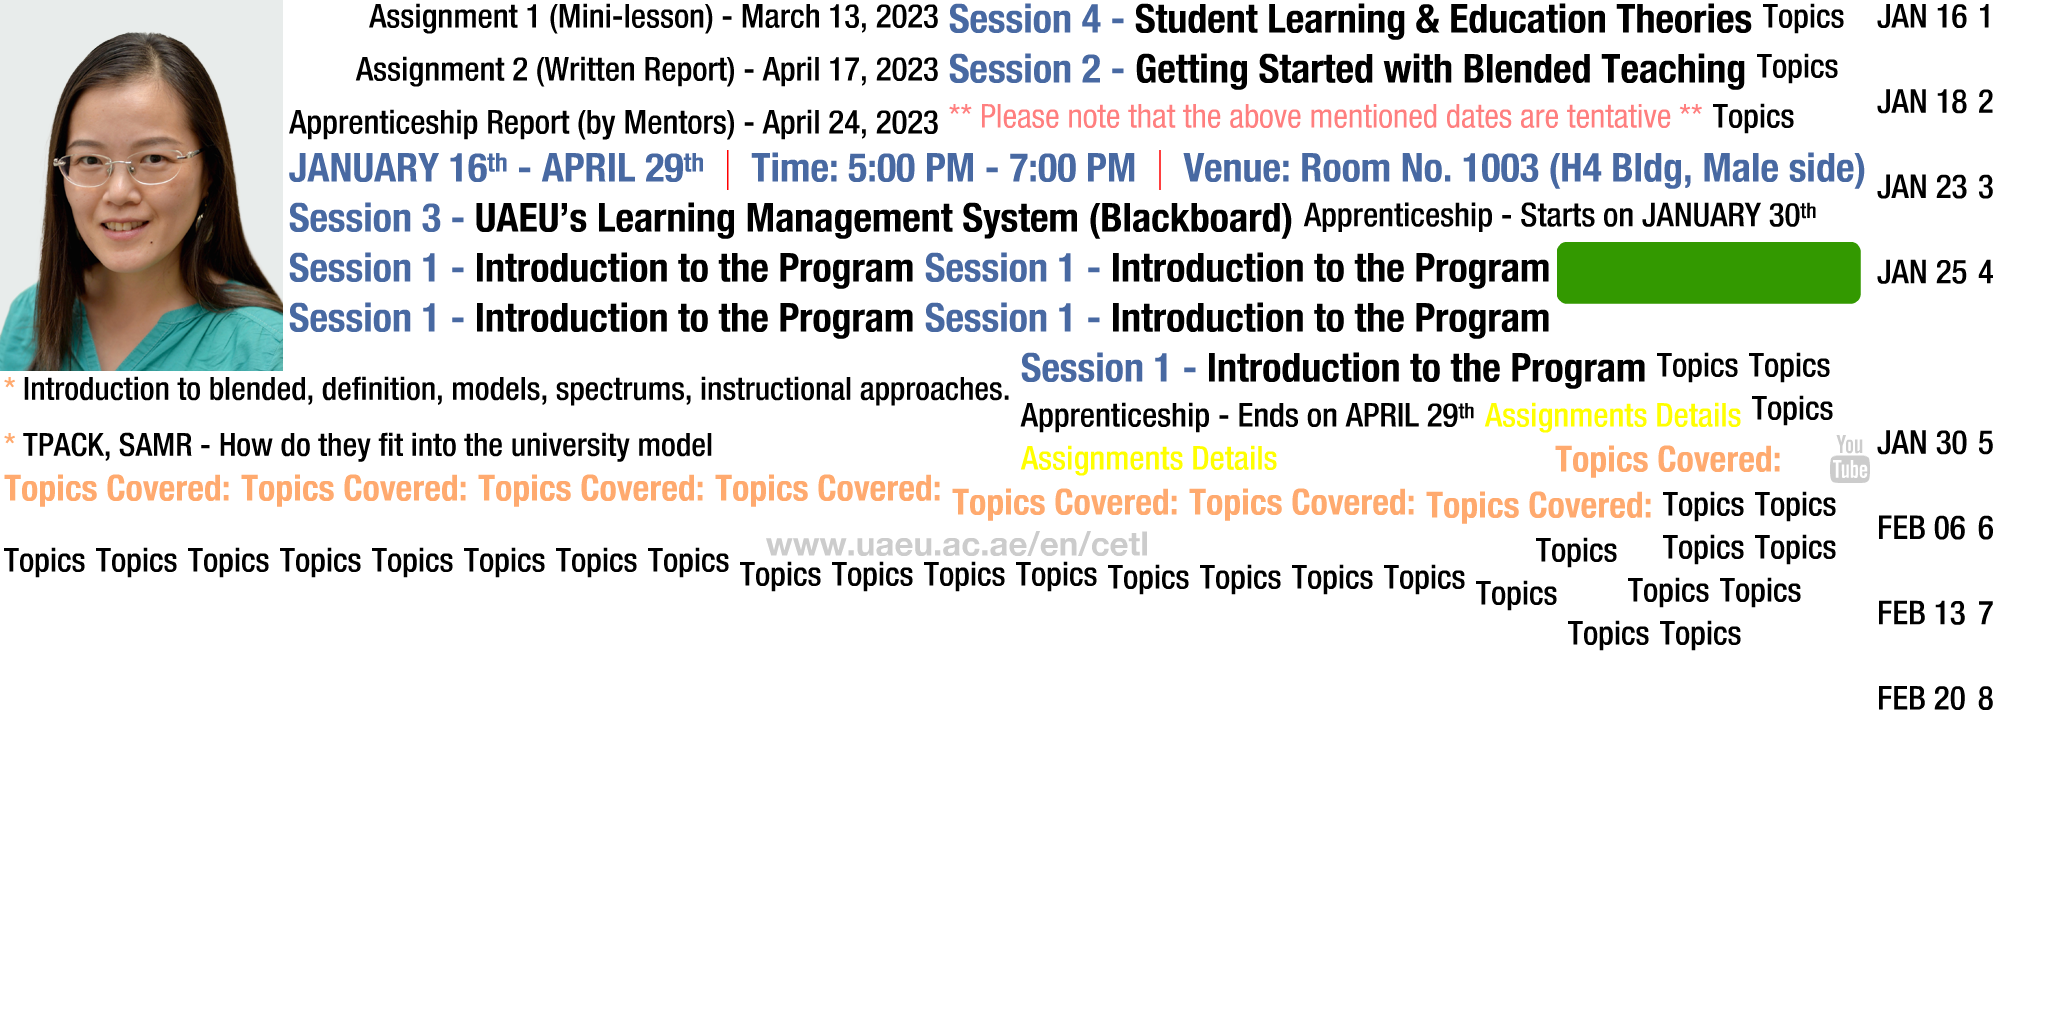 Assignment 1 (Mini-lesson) - March 13, 2023
Session 4 - Student Learning & Education Theories
Topics
JAN 16 1
Assignment 2 (Written Report) - April 17, 2023
Session 2 - Getting Started with Blended Teaching
Topics
JAN 18 2
Apprenticeship Report (by Mentors) - April 24, 2023
** Please note that the above mentioned dates are tentative **
Topics
JANUARY 16th - APRIL 29th | Time: 5:00 PM - 7:00 PM | Venue: Room No. 1003 (H4 Bldg, Male side)
JAN 23 3
Session 3 - UAEU’s Learning Management System (Blackboard)
Apprenticeship - Starts on JANUARY 30th
Session 1 - Introduction to the Program
Session 1 - Introduction to the Program
JAN 25 4
Session 1 - Introduction to the Program
Session 1 - Introduction to the Program
Session 1 - Introduction to the Program
Topics Topics
* Introduction to blended, definition, models, spectrums, instructional approaches.
Apprenticeship - Ends on APRIL 29th
Assignments Details
Topics
* TPACK, SAMR - How do they fit into the university model
Assignments Details
Topics Covered:
You
Tube
JAN 30 5
Topics Covered: Topics Covered: Topics Covered: Topics Covered:
Topics Covered: Topics Covered: Topics Covered:
Topics Topics
FEB 06 6
www.uaeu.ac.ae/en/cetl
Topics
Topics Topics
Topics Topics Topics Topics Topics Topics Topics Topics
Topics Topics Topics Topics
Topics Topics Topics Topics
Topics
Topics Topics
FEB 13 7
Topics Topics
FEB 20 8